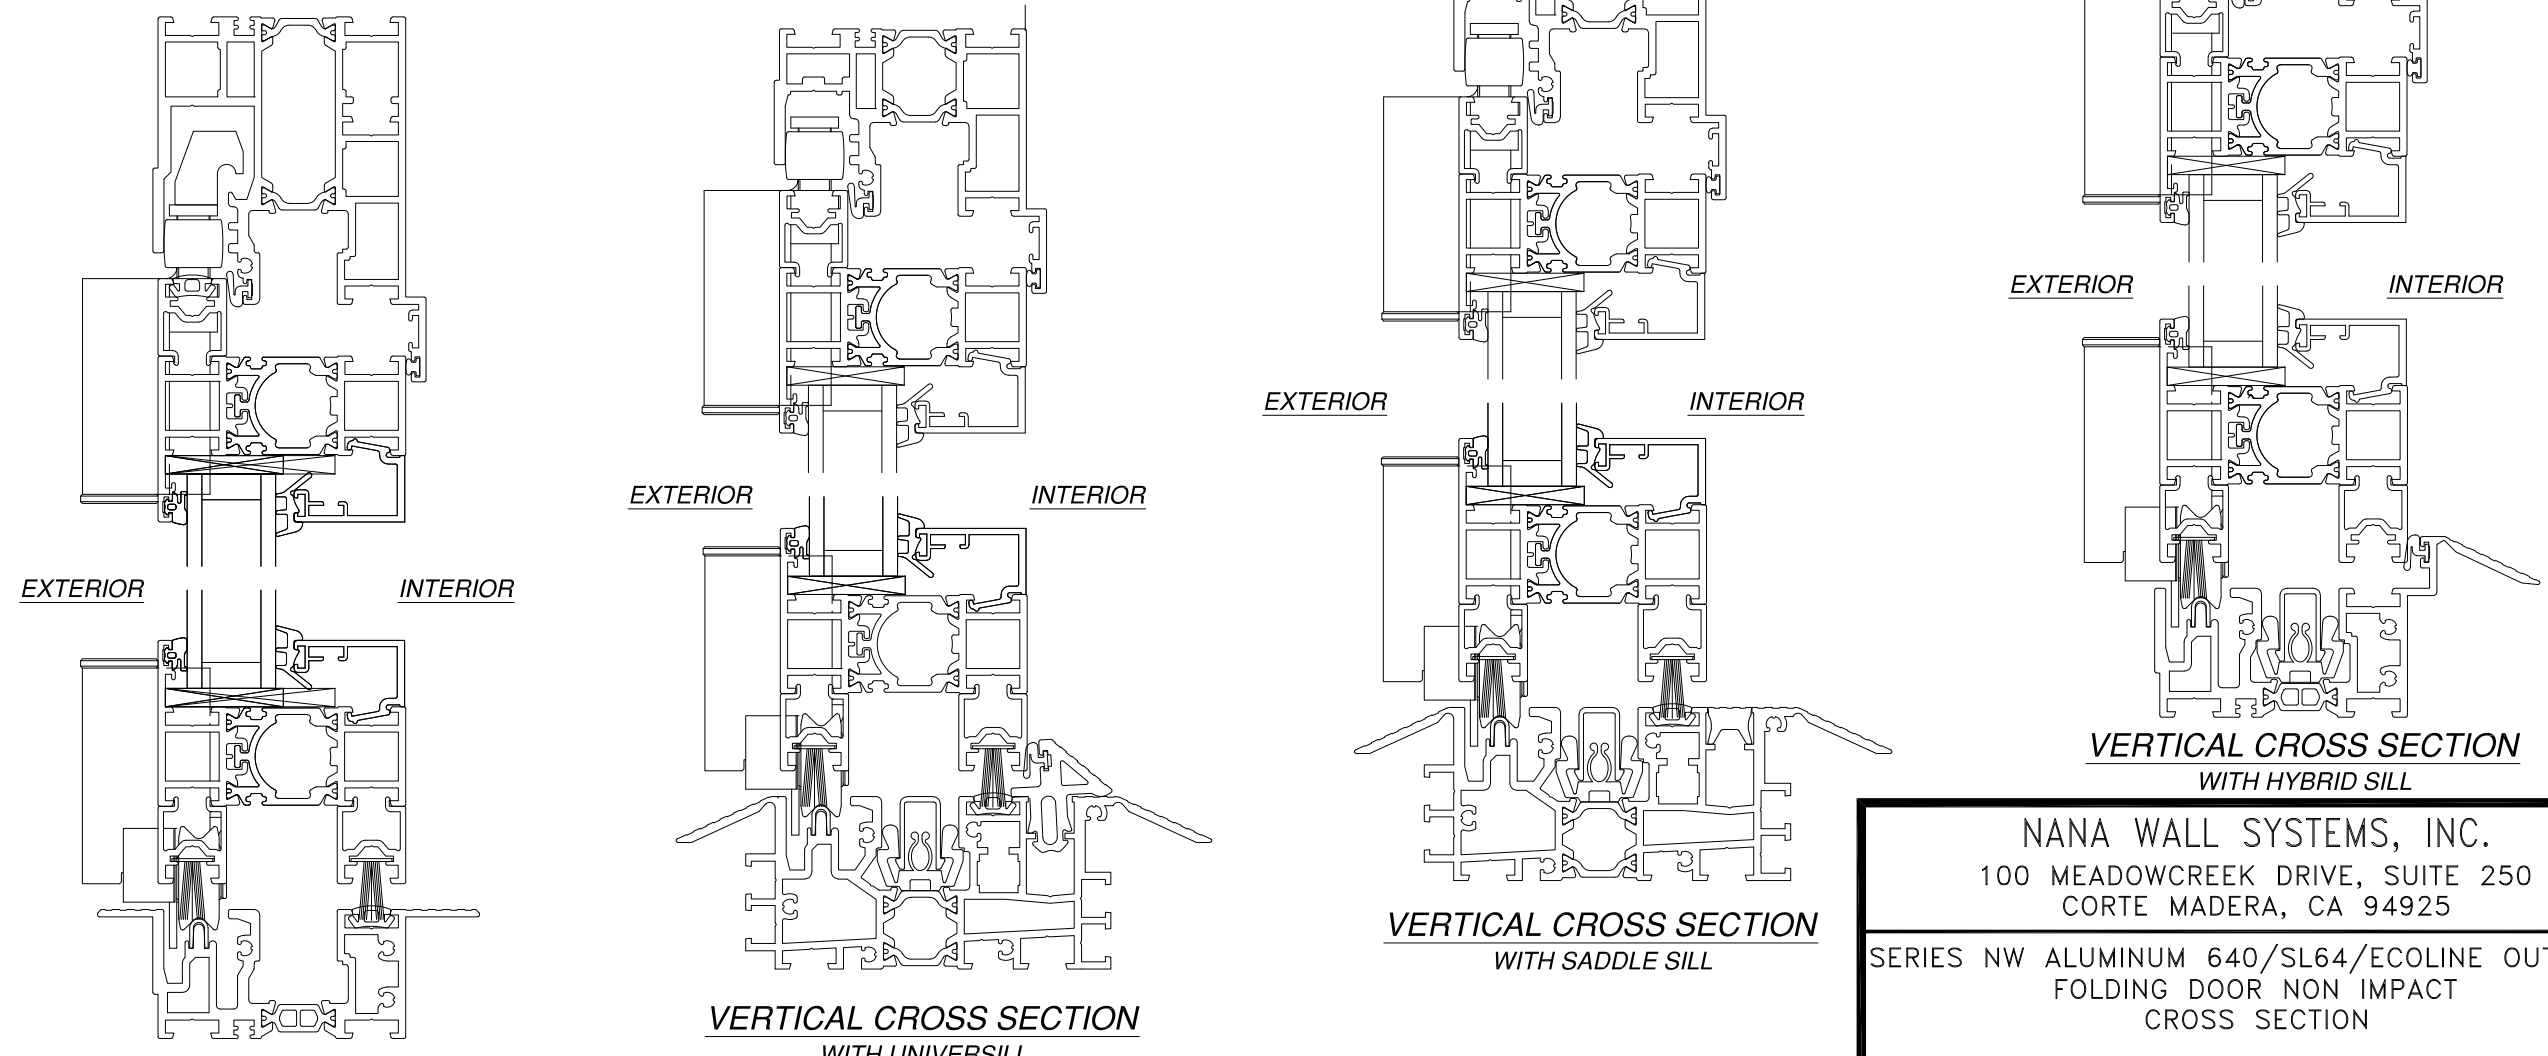 EXTERIOR
INTERIOR
EXTERIOR
INTERIOR
VERTICAL CROSS SECTION
WITH UNIVERSILL
EXTERIOR
INTERIOR
VERTICAL CROSS SECTION
WITH SADDLE SILL
EXTERIOR
INTERIOR
VERTICAL CROSS SECTION
WITH HYBRID SILL
NANA WALL SYSTEMS, INC.
100 MEADOWCREEK DRIVE, SUITE 250
CORTE MADERA, CA 94925
SERIES NW ALUMINUM 640/SL64/ECOLINE
FOLDING DOOR NON IMPACT
CROSS SECTION